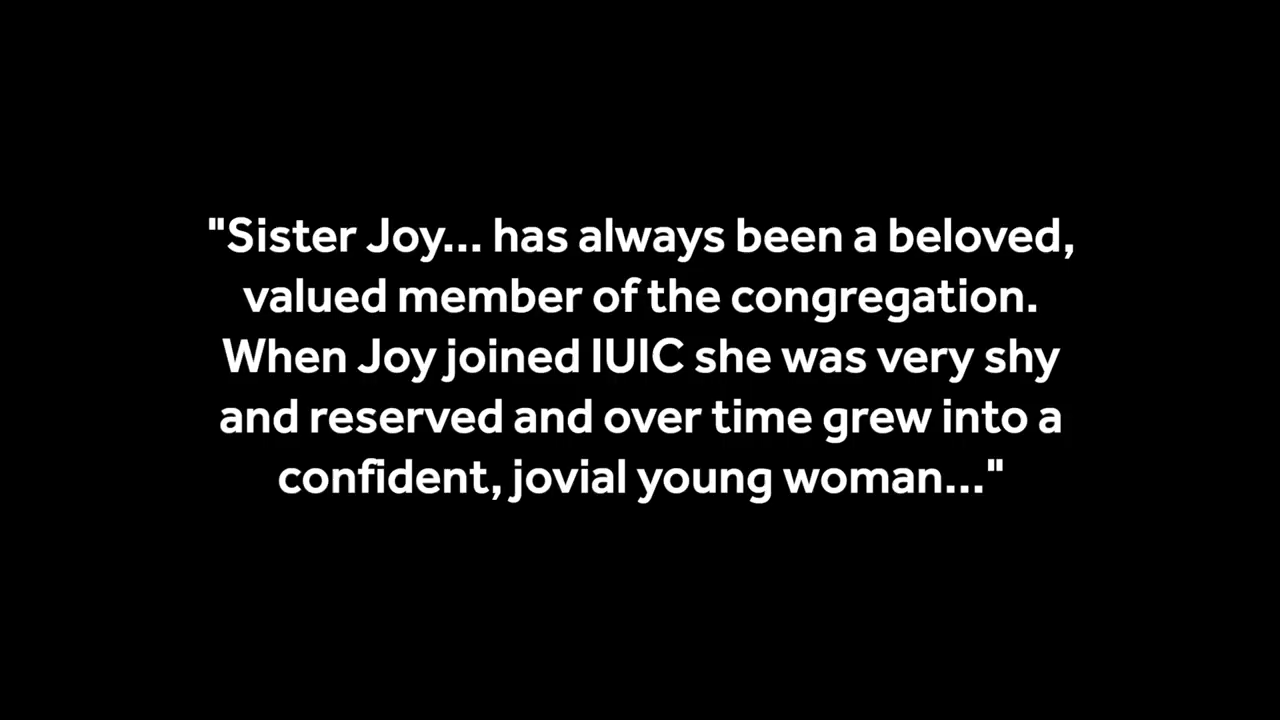 "Sister Joy... has always been a beloved,
valued member of the congregation.
When Joy joined IUIC she was very shy
and reserved and over time grew into a
confident, jovial young woman..."